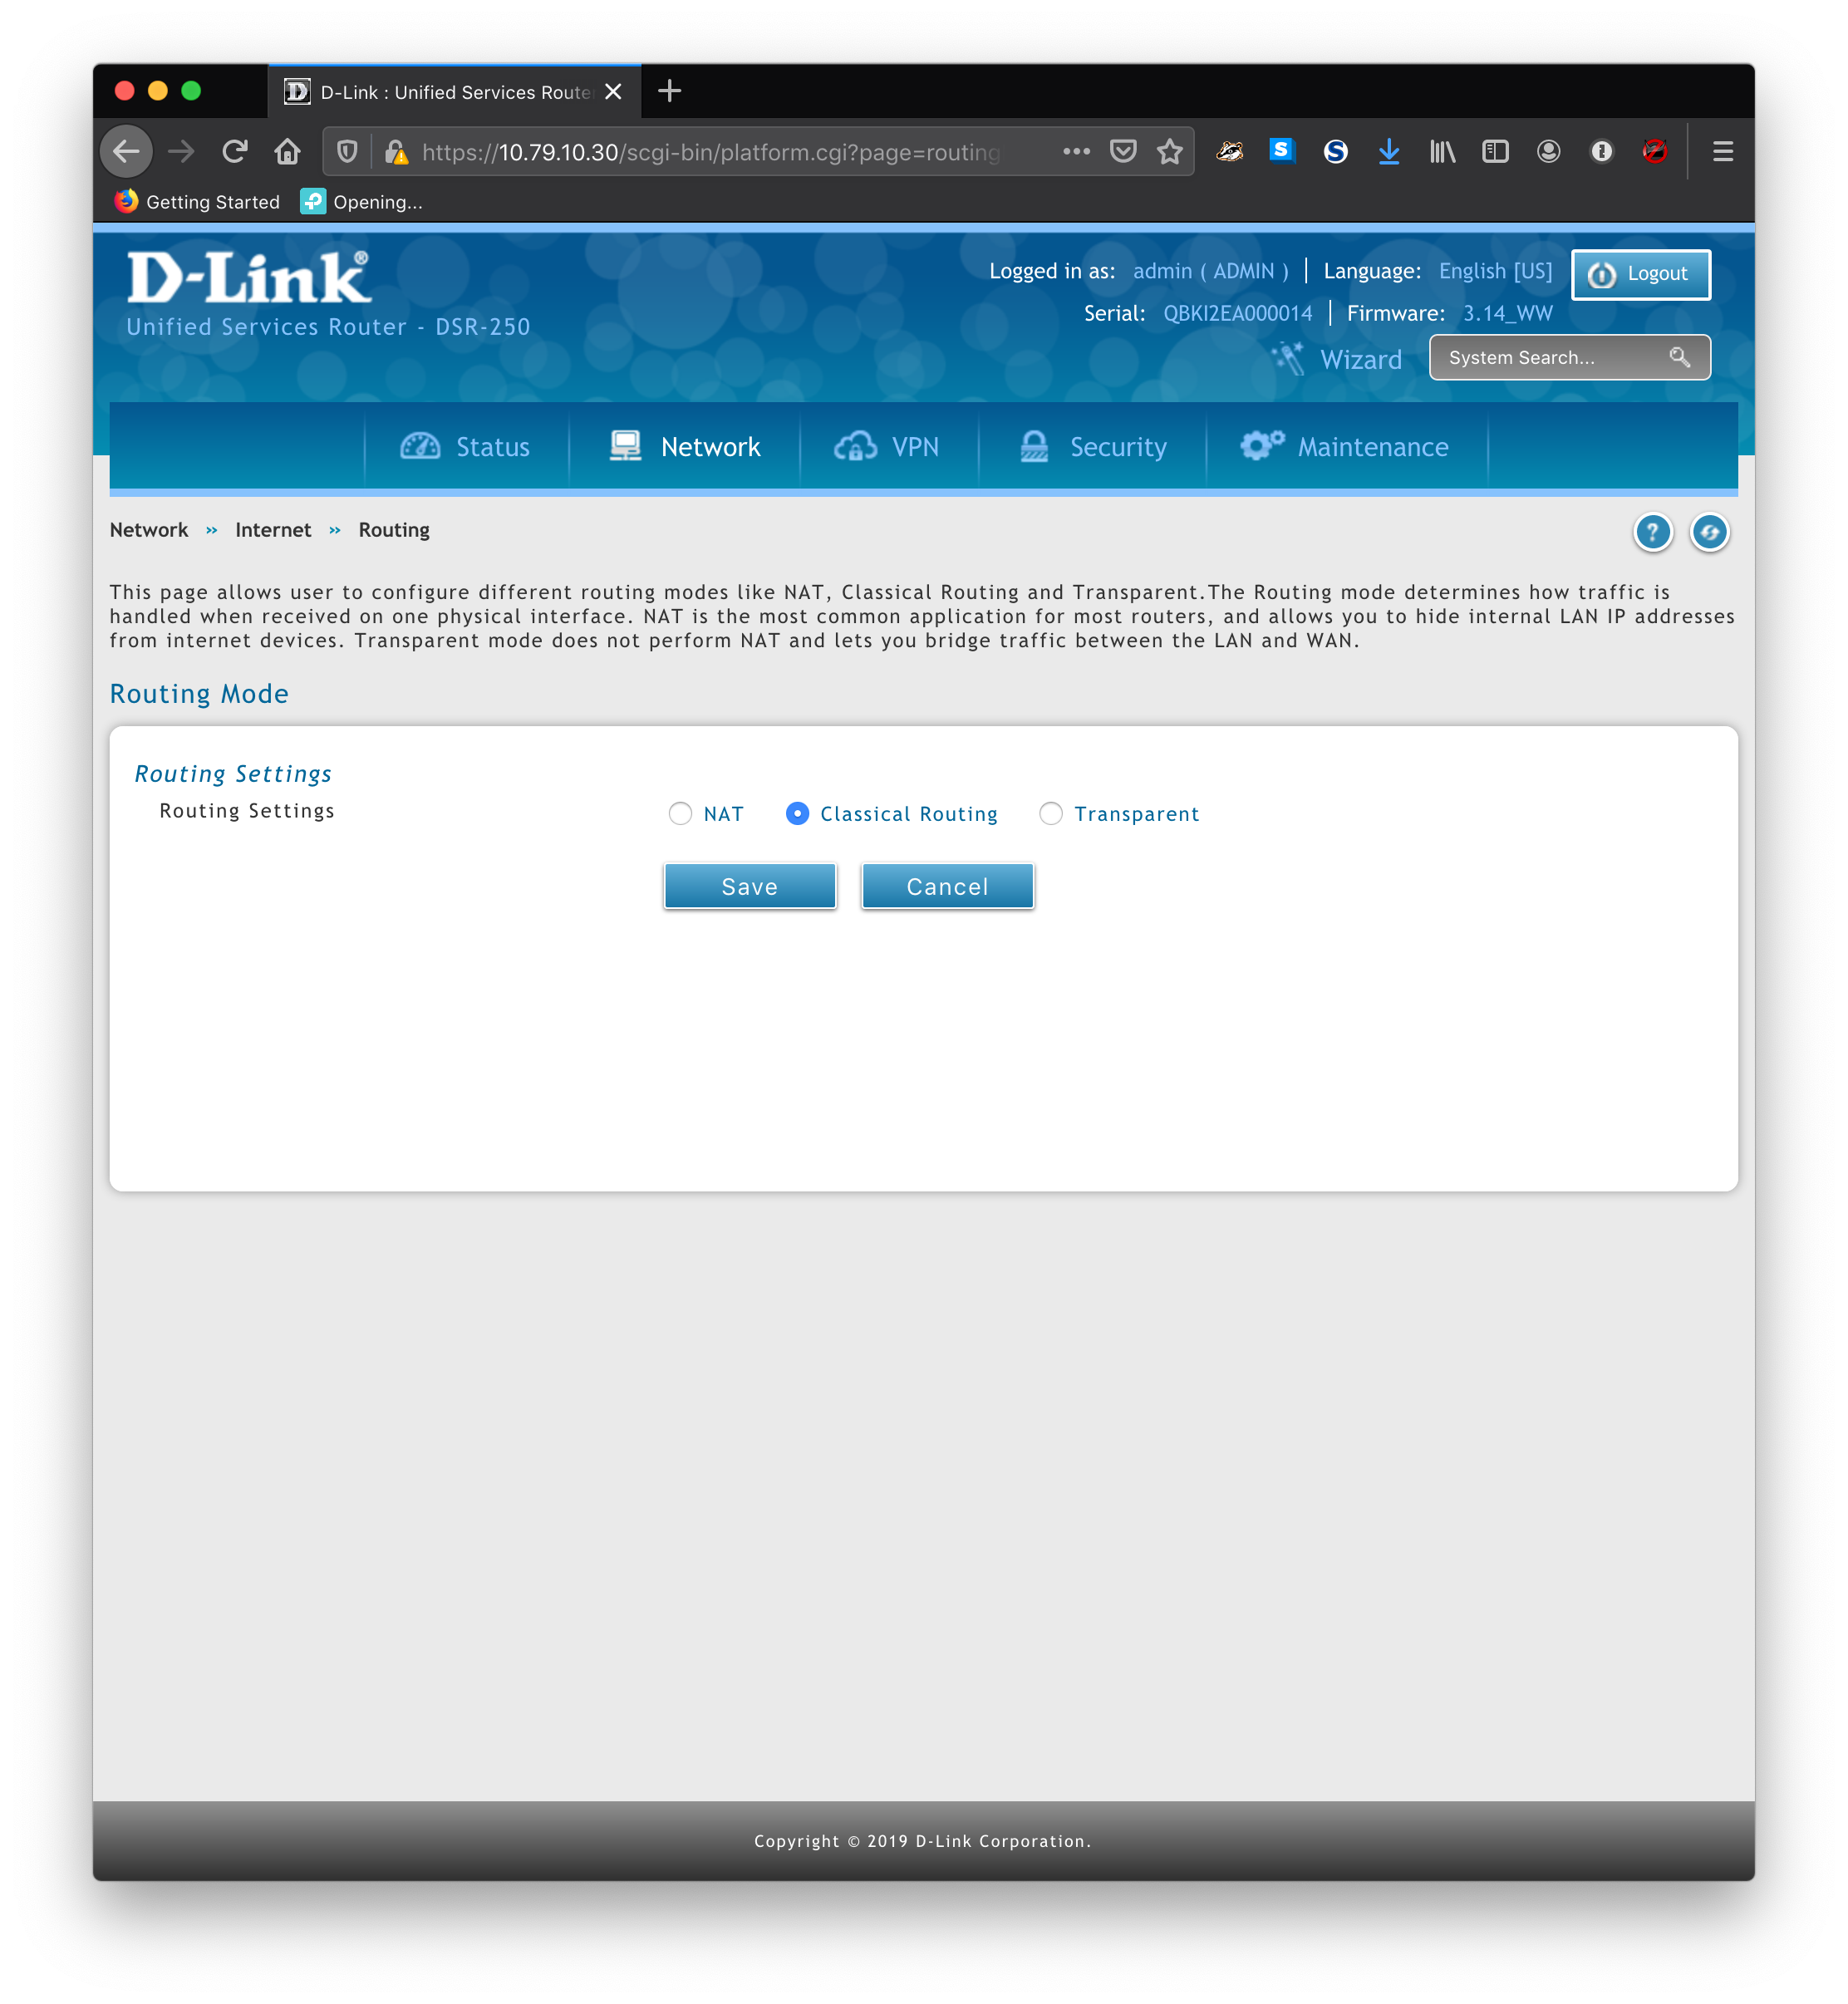 D-Link : Unified Services Route
https://10.79.10.30/scgi-bin/platform.cgi?page=routing
Getting Started Opening...
D-Link®
Unified Services Router - DSR-250
Logged in as: admin ( ADMIN ) | Language: English [US] Logout
Serial: QBKI2EA000014 | Firmware: 3.14_WW
Wizard System Search...
Status Network VPN Security Maintenance
Network » Internet » Routing
This page allows user to configure different routing modes like NAT, Classical Routing and Transparent.The Routing mode determines how traffic is
handled when received on one physical interface. NAT is the most common application for most routers, and allows you to hide internal LAN IP addresses
from internet devices. Transparent mode does not perform NAT and lets you bridge traffic between the LAN and WAN.
Routing Mode
Routing Settings
Routing Settings NAT Classical Routing Transparent
Save Cancel
Copyright © 2019 D-Link Corporation.